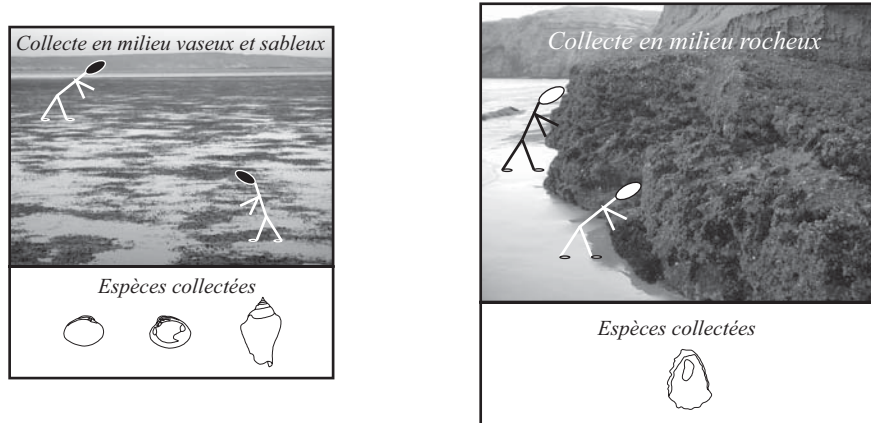 Collecte en milieu vaseux et sableux
Espèces collectées
Collecte en milieu rocheux
Espèces collectées